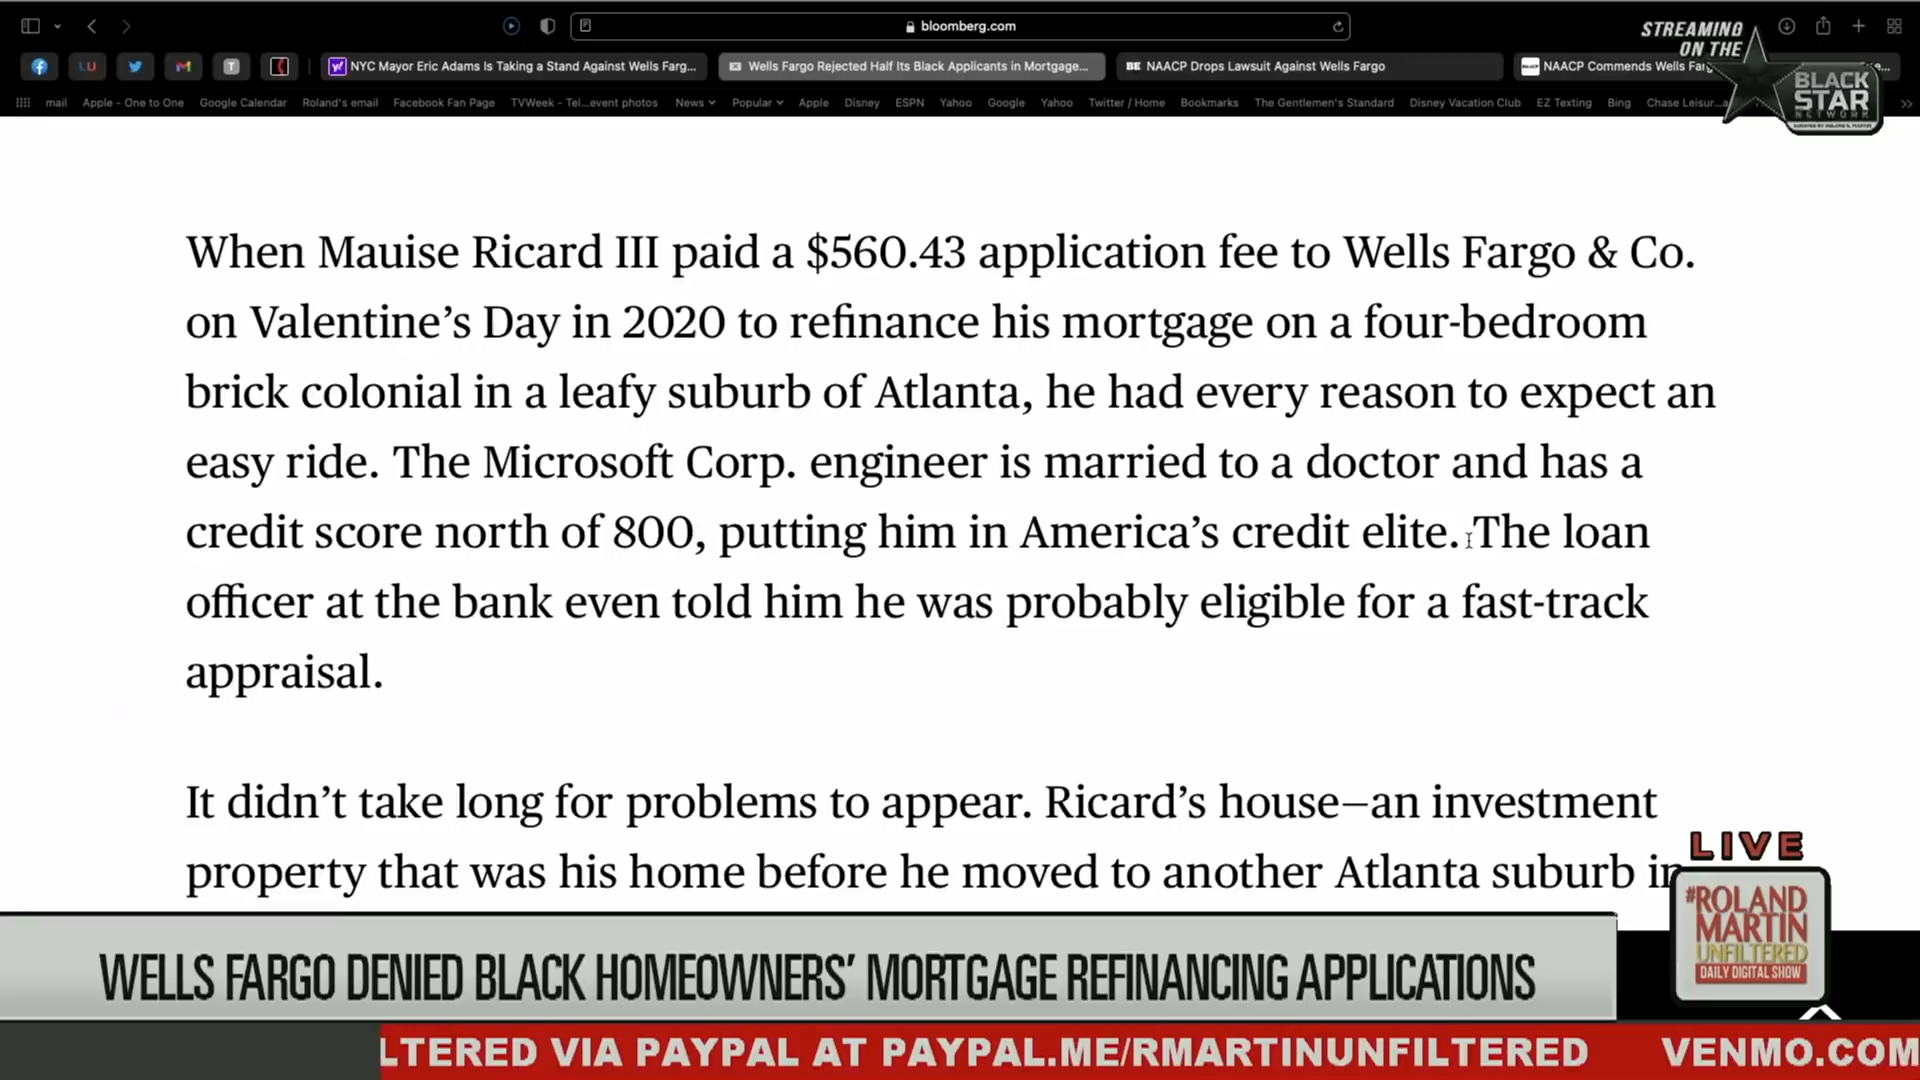 bloomberg.com
STREAMING
ON THE
BLACK
STAR
NETWORK
NYC Mayor Eric Adams Is Taking a Stand Against Wells Farg...
Wells Fargo Rejected Half Its Black Applicants in Mortgage...
NAACP Drops Lawsuit Against Wells Fargo
NAACP Commends Wells Far
mail Apple - One to One Google Calendar Roland's email Facebook Fan Page TVWeek - Tel...event photos News Popular Apple Disney ESPN Yahoo Google Yahoo Twitter / Home Bookmarks The Gentlemen's Standard Disney Vacation Club EZ Texting Bing Chase Leisur...
When Mauise Ricard III paid a $560.43 application fee to Wells Fargo & Co.
on Valentine's Day in 2020 to refinance his mortgage on a four-bedroom
brick colonial in a leafy suburb of Atlanta, he had every reason to expect an
easy ride. The Microsoft Corp. engineer is married to a doctor and has a
credit score north of 800, putting him in America's credit elite. The loan
officer at the bank even told him he was probably eligible for a fast-track
appraisal.
It didn't take long for problems to appear. Ricard's house—an investment
property that was his home before he moved to another Atlanta suburb in
LIVE
#ROLAND
MARTIN
UNFILTERED
DAILY DIGITAL SHOW
WELLS FARGO DENIED BLACK HOMEOWNERS' MORTGAGE REFINANCING APPLICATIONS
LTERED VIA PAYPAL AT PAYPAL.ME/RMARTINUNFILTERED VENMO.COM